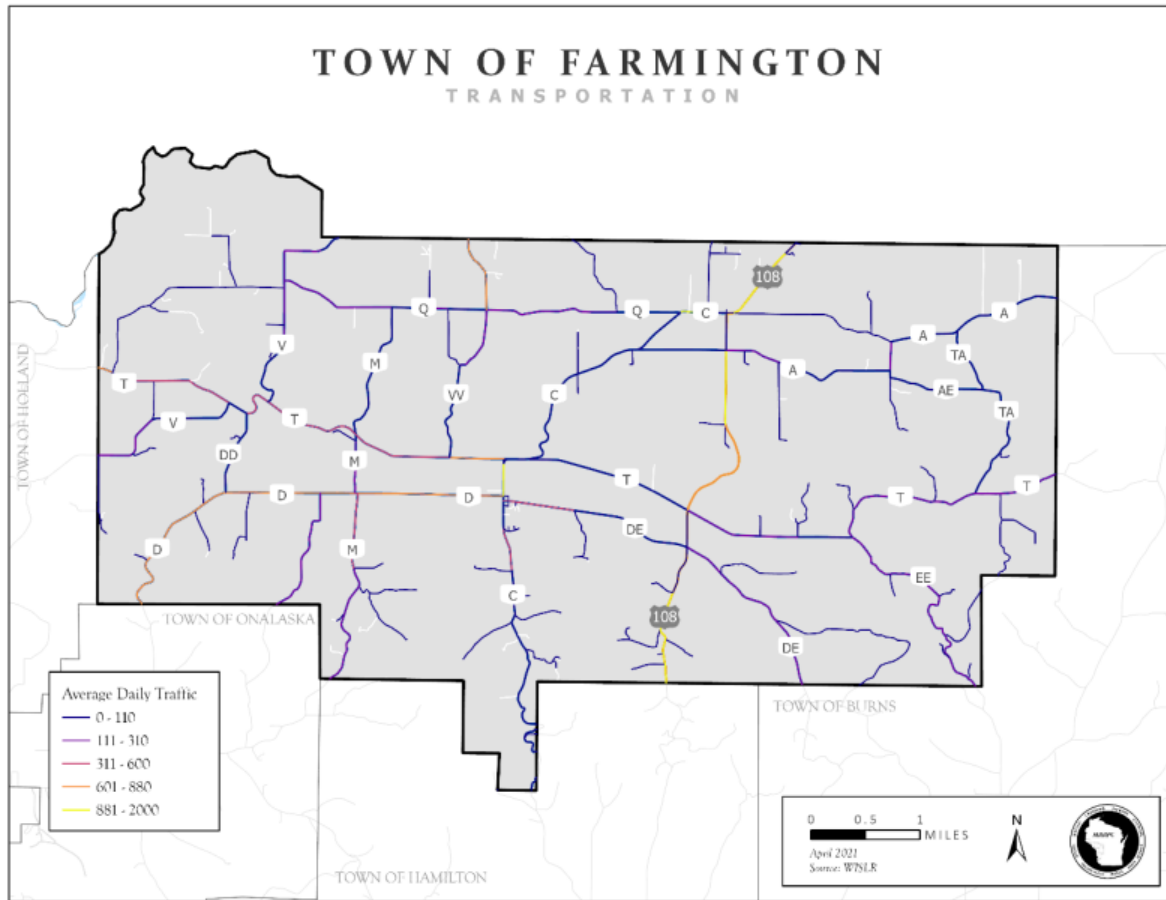 TOWN OF FARMINGTON
TRANSPORTATION
108
Q
Q
C
A
A
V
M
TA
T
VV
C
A
AE
V
T
TA
TOWN OF HOLLAND
DD
M
T
D
D
T
T
DE
D
M
EE
C
108
TOWN OF ONALASKA
DE
TOWN OF BURNS
Average Daily Traffic
0 - 110
111 - 310
311 - 600
601 - 880
881 - 2000
0 0.5 1
MILES
N
April 2021
Source: WISLR
TOWN OF HAMILTON